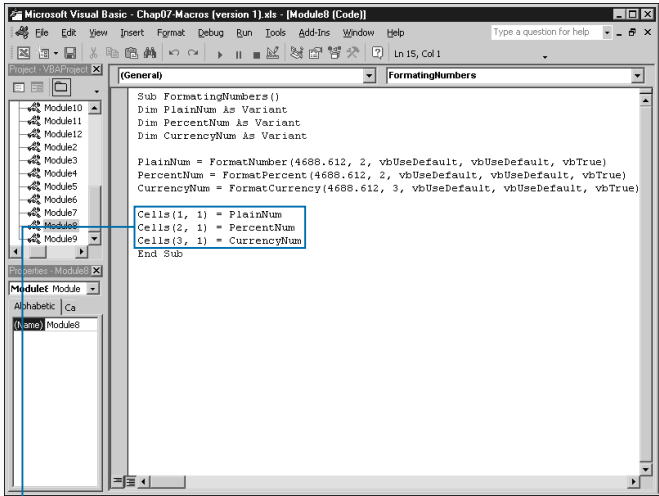 Microsoft Visual Basic - Chap07-Macros (version 1).xls - [Module8 (Code)]
File Edit View Insert Format Debug Run Tools Add-Ins Window Help
Type a question for help
Ln 15, Col 1
Project - VBAProject
(General)
FormatingNumbers
Module10
Module11
Module12
Module2
Module3
Module4
Module5
Module6
Module7
Module8
Module9
Properties - Module8
Module8 Module
Alphabetic Ca
(Name) Module8
Sub FormatingNumbers()
Dim PlainNum As Variant
Dim PercentNum As Variant
Dim CurrencyNum As Variant
PlainNum = FormatNumber(4688.612, 2, vbUseDefault, vbUseDefault, vbTrue)
PercentNum = FormatPercent(4688.612, 2, vbUseDefault, vbUseDefault, vbTrue)
CurrencyNum = FormatCurrency(4688.612, 3, vbUseDefault, vbUseDefault, vbTrue)
Cells(1, 1) = PlainNum
Cells(2, 1) = PercentNum
Cells(3, 1) = CurrencyNum
End Sub